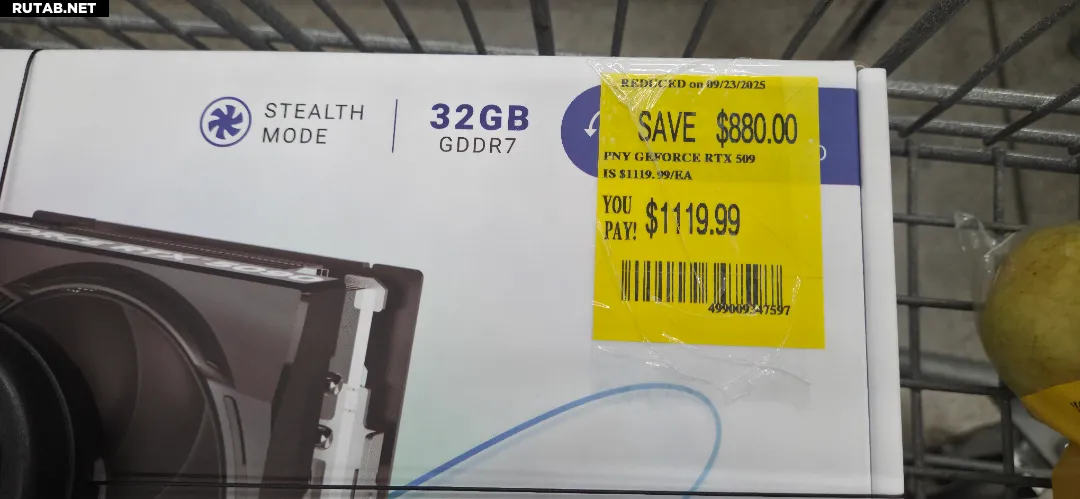 RUTAB.NET
STEALTH
MODE
32GB
GDDR7
REDUCED on 09/23/2025
SAVE $880.00
PNY GEFORCE RTX 509
IS $1119.99/EA
YOU
PAY!
$1119.99